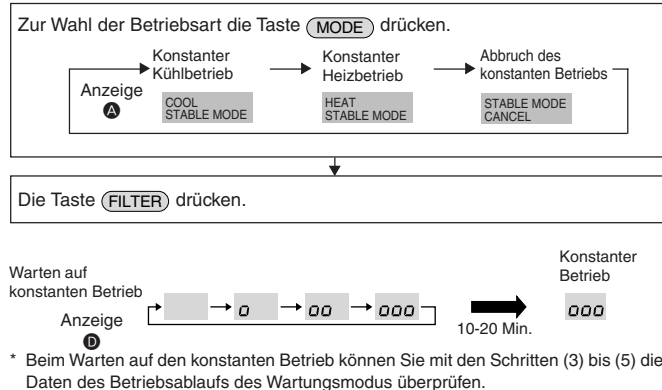 Zur Wahl der Betriebsart die Taste MODE drücken.
Konstanter Kühlbetrieb
Konstanter Heizbetrieb
Abbruch des konstanten Betriebs
Anzeige
A
COOL
STABLE MODE
HEAT
STABLE MODE
STABLE MODE
CANCEL
Die Taste FILTER drücken.
Warten auf
konstanten Betrieb
Anzeige
D
o
oo
ooo
10-20 Min.
Konstanter
Betrieb
ooo
* Beim Warten auf den konstanten Betrieb können Sie mit den Schritten (3) bis (5) die
Daten des Betriebsablaufs des Wartungsmodus überprüfen.